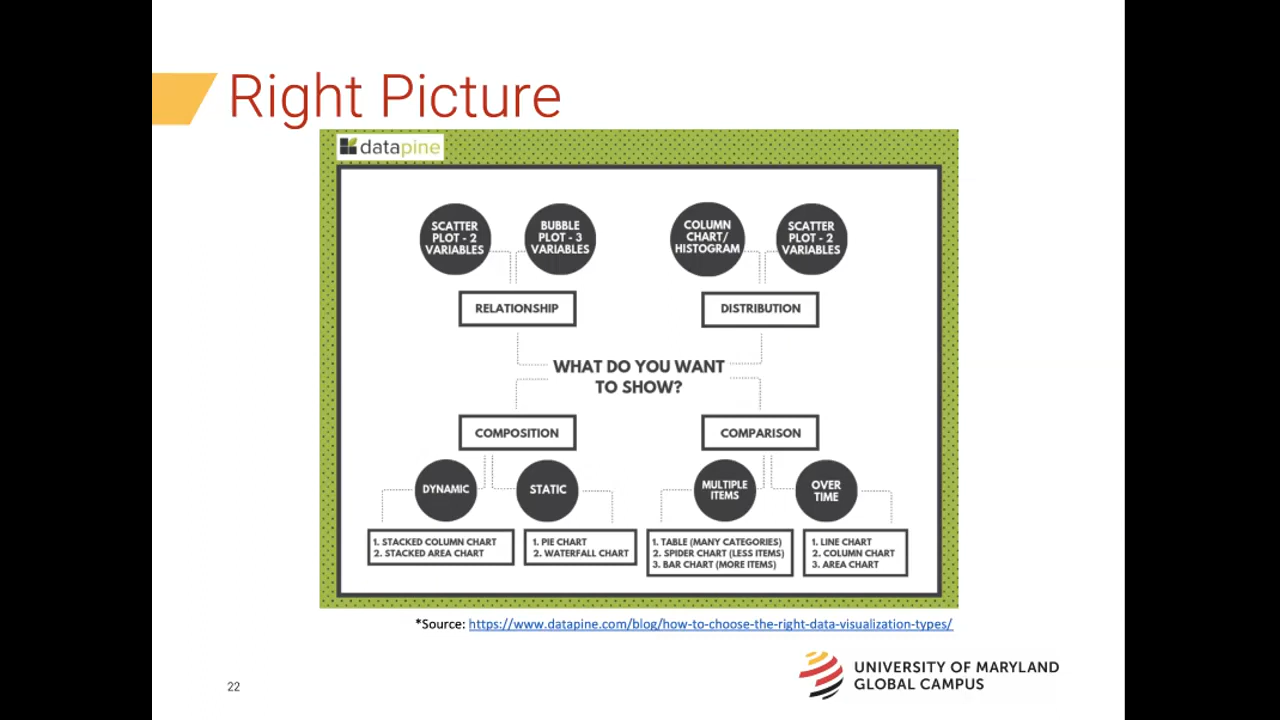 Right Picture
datapine
SCATTER
PLOT - 2
VARIABLES
BUBBLE
PLOT - 3
VARIABLES
COLUMN
CHART/
HISTOGRAM
SCATTER
PLOT - 2
VARIABLES
RELATIONSHIP
DISTRIBUTION
WHAT DO YOU WANT
TO SHOW?
COMPOSITION
COMPARISON
DYNAMIC
STATIC
MULTIPLE
ITEMS
OVER
TIME
1. STACKED COLUMN CHART
2. STACKED AREA CHART
1. PIE CHART
2. WATERFALL CHART
1. TABLE (MANY CATEGORIES)
2. SPIDER CHART (LESS ITEMS)
3. BAR CHART (MORE ITEMS)
1. LINE CHART
2. COLUMN CHART
3. AREA CHART
*Source: https://www.datapine.com/blog/how-to-choose-the-right-data-visualization-types/
22
UNIVERSITY OF MARYLAND
GLOBAL CAMPUS